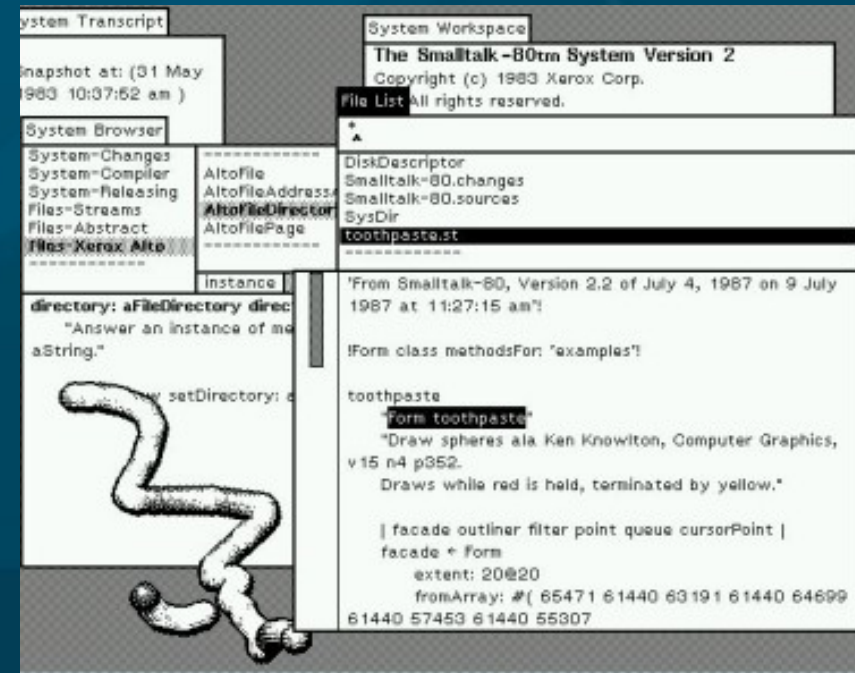 ystem Transcript
Snapshot at: (31 May
1983 10:37:52 am )
System Workspace
The Smalltalk-80tm System Version 2
Copyright (c) 1983 Xerox Corp.
All rights reserved.
System Browser
System-Changes
System-Compiler
System-Releasing
Files-Streams
Files-Abstract
Files-Xerox Alto
------------
------------
AltoFile
AltoFileAddress
AltoFileDirector
AltoFilePage
------------
instance
directory: aFileDirectory direc
"Answer an instance of me
aString."
setDirectory:
File List
*
DiskDescriptor
Smalltalk-80.changes
Smalltalk-80.sources
SysDir
toothpaste.st
------------
'From Smalltalk-80, Version 2.2 of July 4, 1987 on 9 July
1987 at 11:27:15 am'!
!Form class methodsFor: 'examples'!
toothpaste
"Form toothpaste"
"Draw spheres ala Ken Knowlton, Computer Graphics,
v15 n4 p352.
Draws while red is held, terminated by yellow."
| facade outliner filter point queue cursorPoint |
facade ← Form
extent: 20@20
fromArray: #( 65471 61440 63191 61440 64699
61440 57453 61440 55307